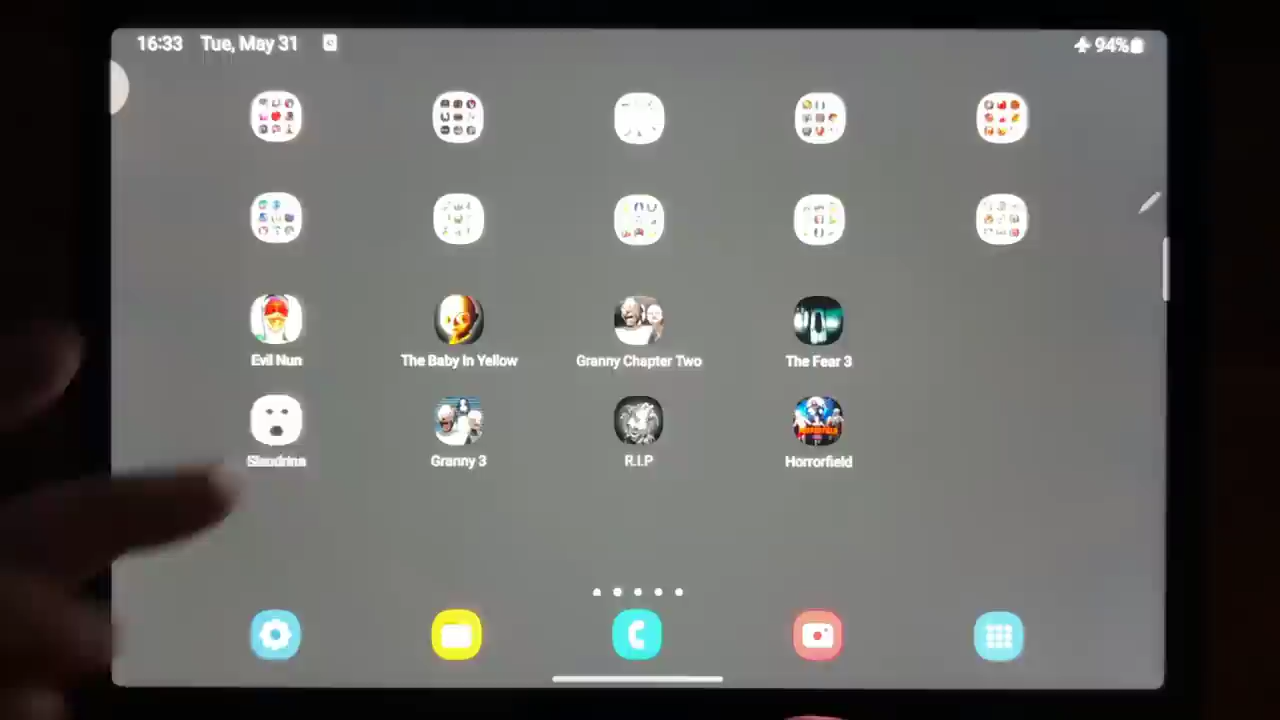 16:33 Tue, May 31 94%
Evil Nun The Baby In Yellow Granny Chapter Two The Fear 3
Slendrina Granny 3 R.I.P Horrorfield